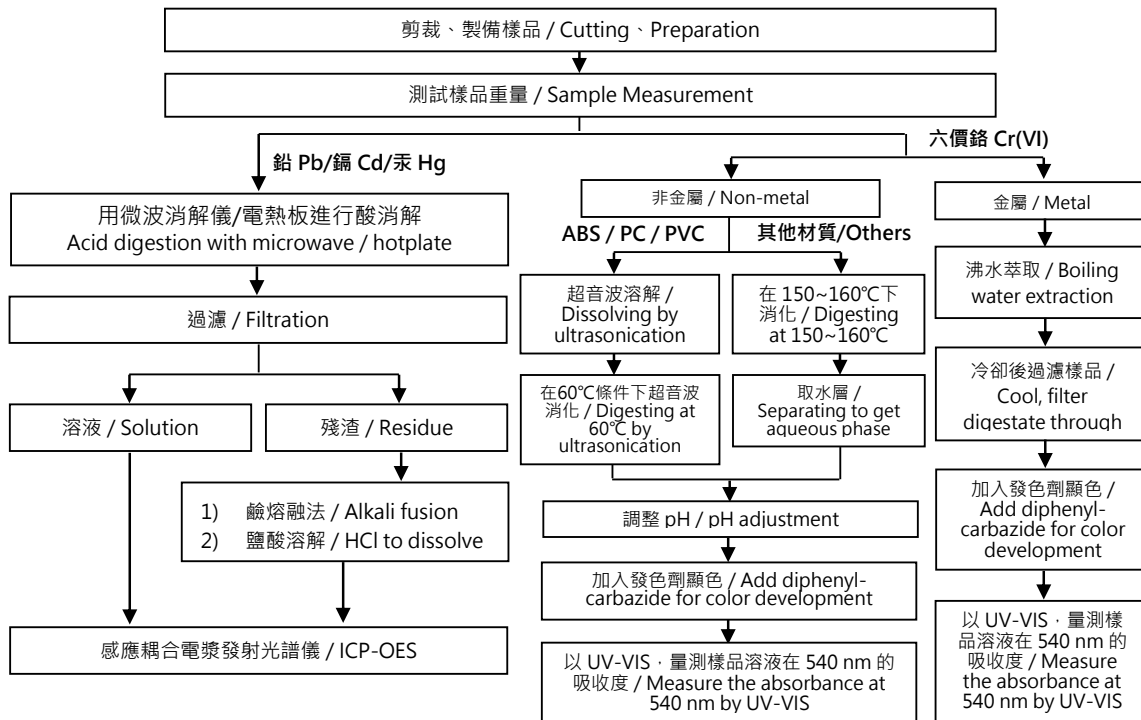 剪裁、製備樣品 / Cutting、Preparation
測試樣品重量 / Sample Measurement
鉛 Pb/鎘 Cd/汞 Hg
六價鉻 Cr(VI)
用微波消解儀/電熱板進行酸消解
Acid digestion with microwave / hotplate
過濾 / Filtration
溶液 / Solution
殘渣 / Residue
1) 鹼熔融法 / Alkali fusion
2) 鹽酸溶解 / HCl to dissolve
感應耦合電漿發射光譜儀 / ICP-OES
非金屬 / Non-metal
ABS / PC / PVC
其他材質/Others
超音波溶解 /
Dissolving by
ultrasonication
在 150~160℃下
消化 / Digesting
at 150~160℃
在60℃條件下超音波
消化 / Digesting at
60℃ by
ultrasonication
取水層 /
Separating to get
aqueous phase
調整 pH / pH adjustment
加入發色劑顯色 / Add diphenyl-
carbazide for color development
以 UV-VIS，量測樣品溶液在 540 nm 的
吸收度 / Measure the absorbance at
540 nm by UV-VIS
金屬 / Metal
沸水萃取 / Boiling
water extraction
冷卻後過濾樣品 /
Cool, filter
digestate through
加入發色劑顯色 /
Add diphenyl-
carbazide for color
development
以 UV-VIS，量測樣
品溶液在 540 nm 的
吸收度 / Measure
the absorbance at
540 nm by UV-VIS